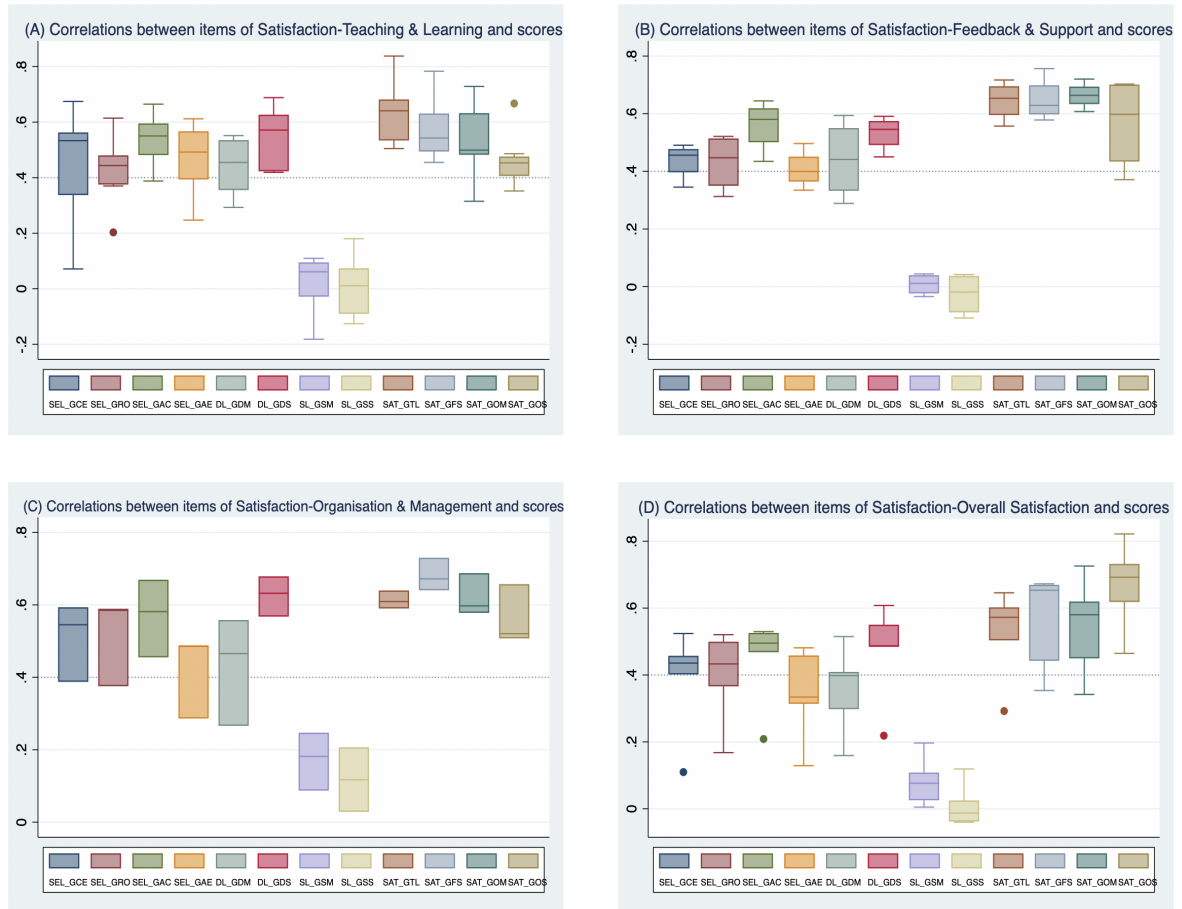 (A) Correlations between items of Satisfaction-Teaching & Learning and scores
.8
.6
.4
.2
0
-.2
SEL_GCE SEL_GRO SEL_GAC SEL_GAE DL_GDM DL_GDS SL_GSM SL_GSS SAT_GTL SAT_GFS SAT_GOM SAT_GOS
(B) Correlations between items of Satisfaction-Feedback & Support and scores
.8
.6
.4
.2
0
-.2
SEL_GCE SEL_GRO SEL_GAC SEL_GAE DL_GDM DL_GDS SL_GSM SL_GSS SAT_GTL SAT_GFS SAT_GOM SAT_GOS
(C) Correlations between items of Satisfaction-Organisation & Management and scores
.8
.6
.4
.2
0
SEL_GCE SEL_GRO SEL_GAC SEL_GAE DL_GDM DL_GDS SL_GSM SL_GSS SAT_GTL SAT_GFS SAT_GOM SAT_GOS
(D) Correlations between items of Satisfaction-Overall Satisfaction and scores
.8
.6
.4
.2
0
SEL_GCE SEL_GRO SEL_GAC SEL_GAE DL_GDM DL_GDS SL_GSM SL_GSS SAT_GTL SAT_GFS SAT_GOM SAT_GOS